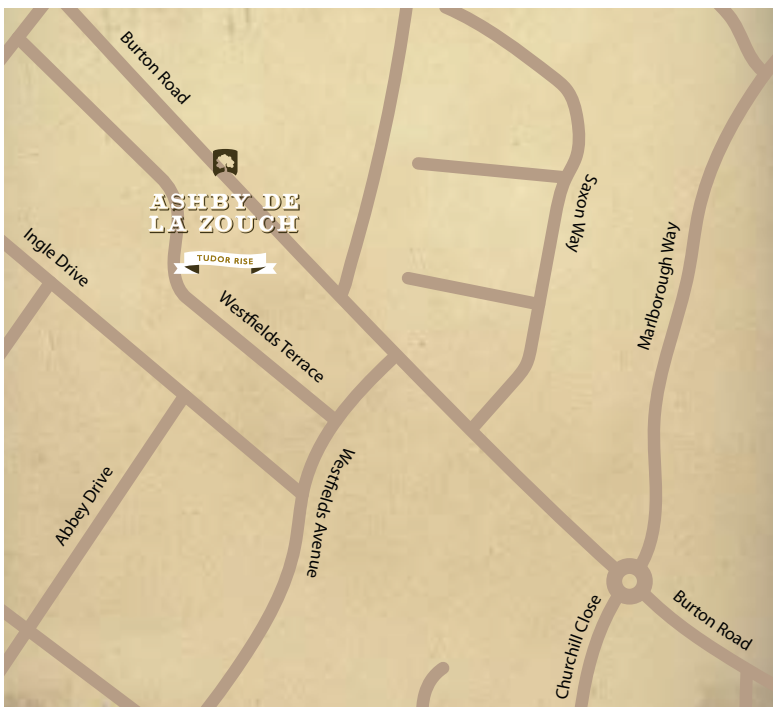 Burton Road
ASHBY DE
LA ZOUCH
TUDOR RISE
Saxon Way
Ingle Drive
Marlborough Way
Westfields Terrace
Abbey Drive
Westfields Avenue
Churchill Close
Burton Road